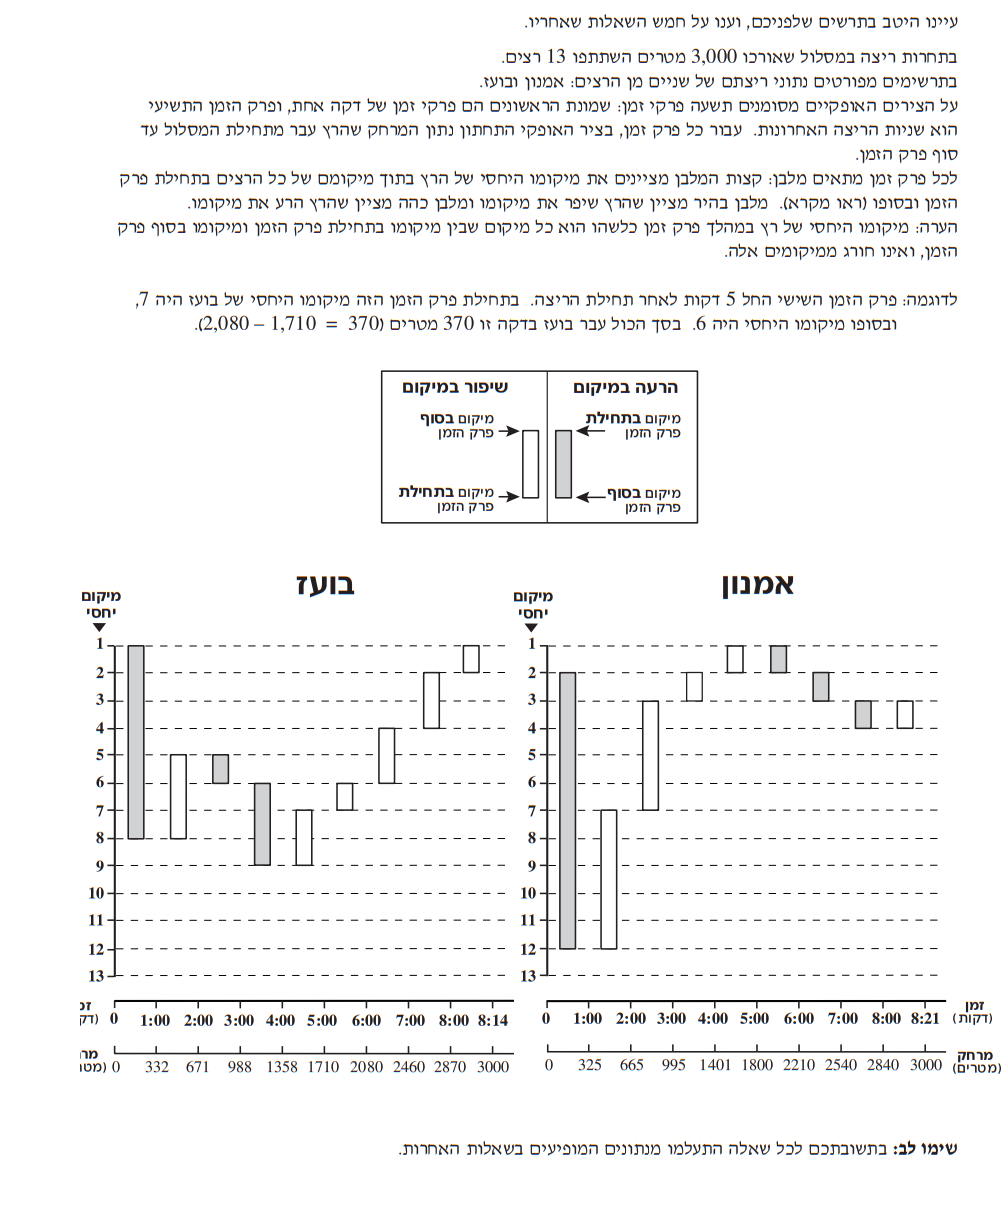 עיינו היטב בתרשים שלפניכם, וענו על חמש השאלות שאחריו.
בתחרות ריצה במסלול שאורכו 3,000 מטרים השתתפו 13 רצים.
בתרשימים מפורטים נתוני ריצתם של שניים מן הרצים: אמנון ובועז.
על הצירים האופקיים מסומנים תשעה פרקי זמן: שמונת הראשונים הם פרקי זמן של דקה אחת, ופרק הזמן התשיעי
הוא שניות הריצה האחרונות. עבור כל פרק זמן, בציר האופקי התחתון נתון המרחק שהרץ עבר מתחילת המסלול עד
סוף פרק הזמן.
לכל פרק זמן מתאים מלבן: קצות המלבן מציינים את מיקומו היחסי של הרץ בתוך מיקומם של כל הרצים בתחילת פרק
הזמן ובסופו (ראו מקרא). מלבן בהיר מציין שהרץ שיפר את מיקומו ומלבן כהה מציין שהרץ הרע את מיקומו.
הערה: מיקומו היחסי של רץ במהלך פרק זמן כלשהו הוא כל מיקום שבין מיקומו בתחילת פרק הזמן ומיקומו בסוף פרק
הזמן, ואינו חורג ממיקומים אלה.
לדוגמה: פרק הזמן השישי החל 5 דקות לאחר תחילת הריצה. בתחילת פרק הזמן הזה מיקומו היחסי של בועז היה 7,
ובסופו מיקומו היחסי היה 6. בסך הכול עבר בועז בדקה זו 370 מטרים (370 = 1,710 – 2,080).
הרעה במיקום
מיקום בתחילת
פרק הזמן
מיקום בסוף
פרק הזמן
שיפור במיקום
מיקום בסוף
פרק הזמן
מיקום בתחילת
פרק הזמן
אמנון
מיקום
יחסי
1
2
3
4
5
6
7
8
9
10
11
12
13
0 1:00 2:00 3:00 4:00 5:00 6:00 7:00 8:00 8:21
זמן
(דקות)
0 325 665 995 1401 1800 2210 2540 2840 3000
מרחק
(מטרים)
בועז
מיקום
יחסי
1
2
3
4
5
6
7
8
9
10
11
12
13
0 1:00 2:00 3:00 4:00 5:00 6:00 7:00 8:00 8:14
0 332 671 988 1358 1710 2080 2460 2870 3000
שימו לב: בתשובתכם לכל שאלה התעלמו מנתונים המופיעים בשאלות האחרות.